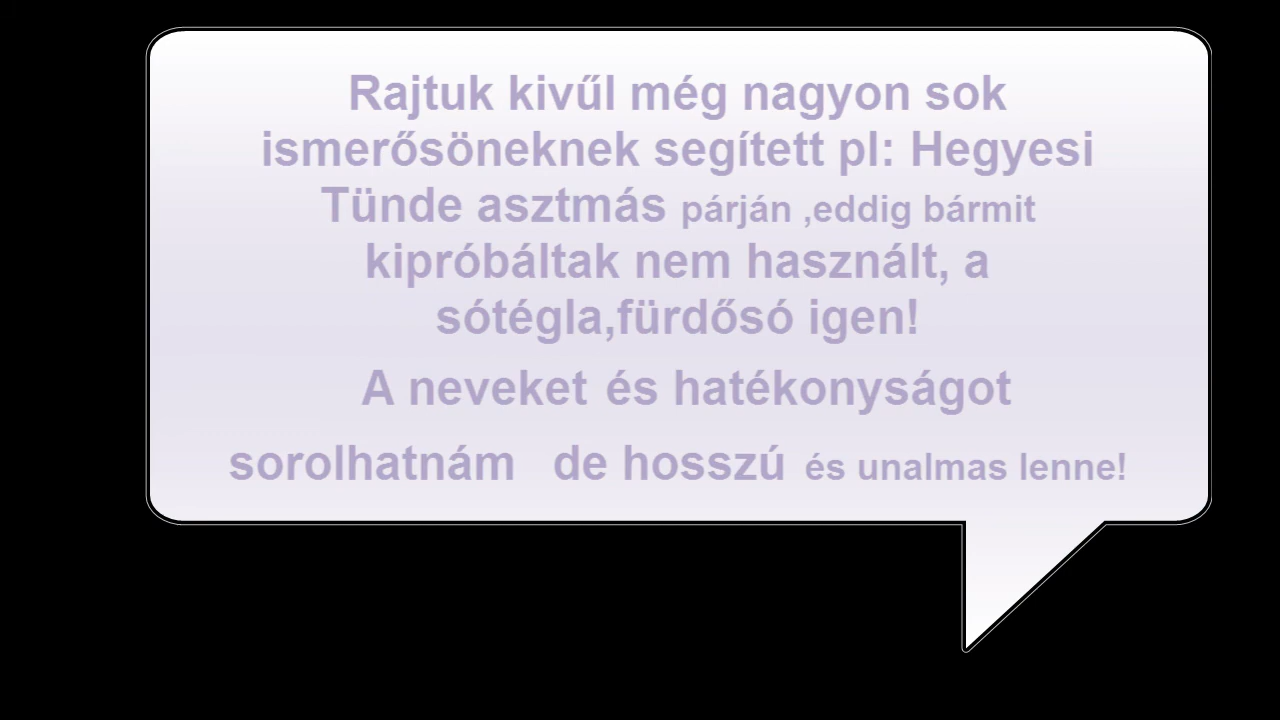 Rajtuk kivűl még nagyon sok
ismerősöneknek segített pl: Hegyesi
Tünde asztmás párján ,eddig bármit
kipróbáltak nem használt, a
sótégla,fürdősó igen!
A neveket és hatékonyságot
sorolhatnám de hosszú és unalmas lenne!